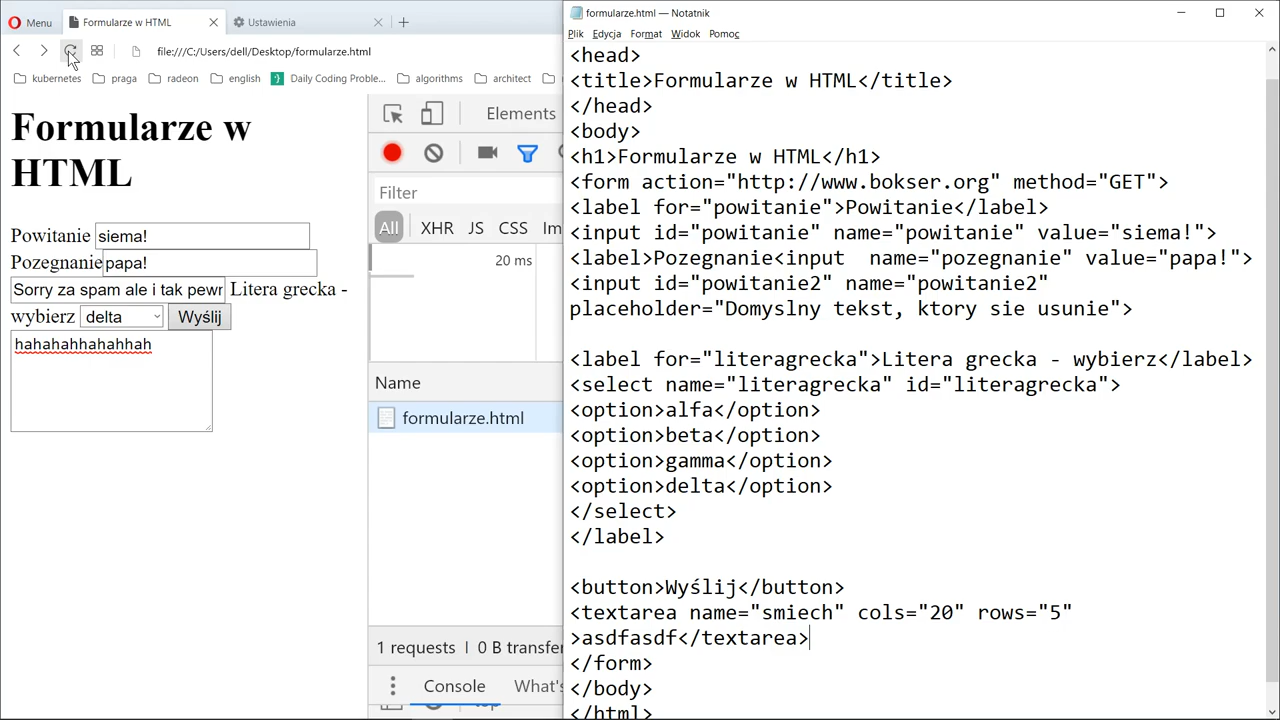 Menu
Formularze w HTML
Ustawienia
file:///C:/Users/dell/Desktop/formularze.html
kubernetes
praga
radeon
english
Daily Coding Proble...
algorithms
architect
Formularze w
HTML
Powitanie siema!
Pozegnanie papa!
Sorry za spam ale i tak pewr Litera grecka -
wybierz delta Wyślij
hahahahhahahhah
Elements
Filter
All XHR JS CSS Im
20 ms
Name
formularze.html
1 requests 0 B transfe
Console What's
top
formularze.html — Notatnik
Plik Edycja Format Widok Pomoc
<head>
<title>Formularze w HTML</title>
</head>
<body>
<h1>Formularze w HTML</h1>
<form action="http://www.bokser.org" method="GET">
<label for="powitanie">Powitanie</label>
<input id="powitanie" name="powitanie" value="siema!">
<label>Pozegnanie<input  name="pozegnanie" value="papa!">
<input id="powitanie2" name="powitanie2"
placeholder="Domyslny tekst, ktory sie usunie">
<label for="literagrecka">Litera grecka - wybierz</label>
<select name="literagrecka" id="literagrecka">
<option>alfa</option>
<option>beta</option>
<option>gamma</option>
<option>delta</option>
</select>
</label>
<button>Wyślij</button>
<textarea name="smiech" cols="20" rows="5"
>asdfasdf</textarea>
</form>
</body>
</html>